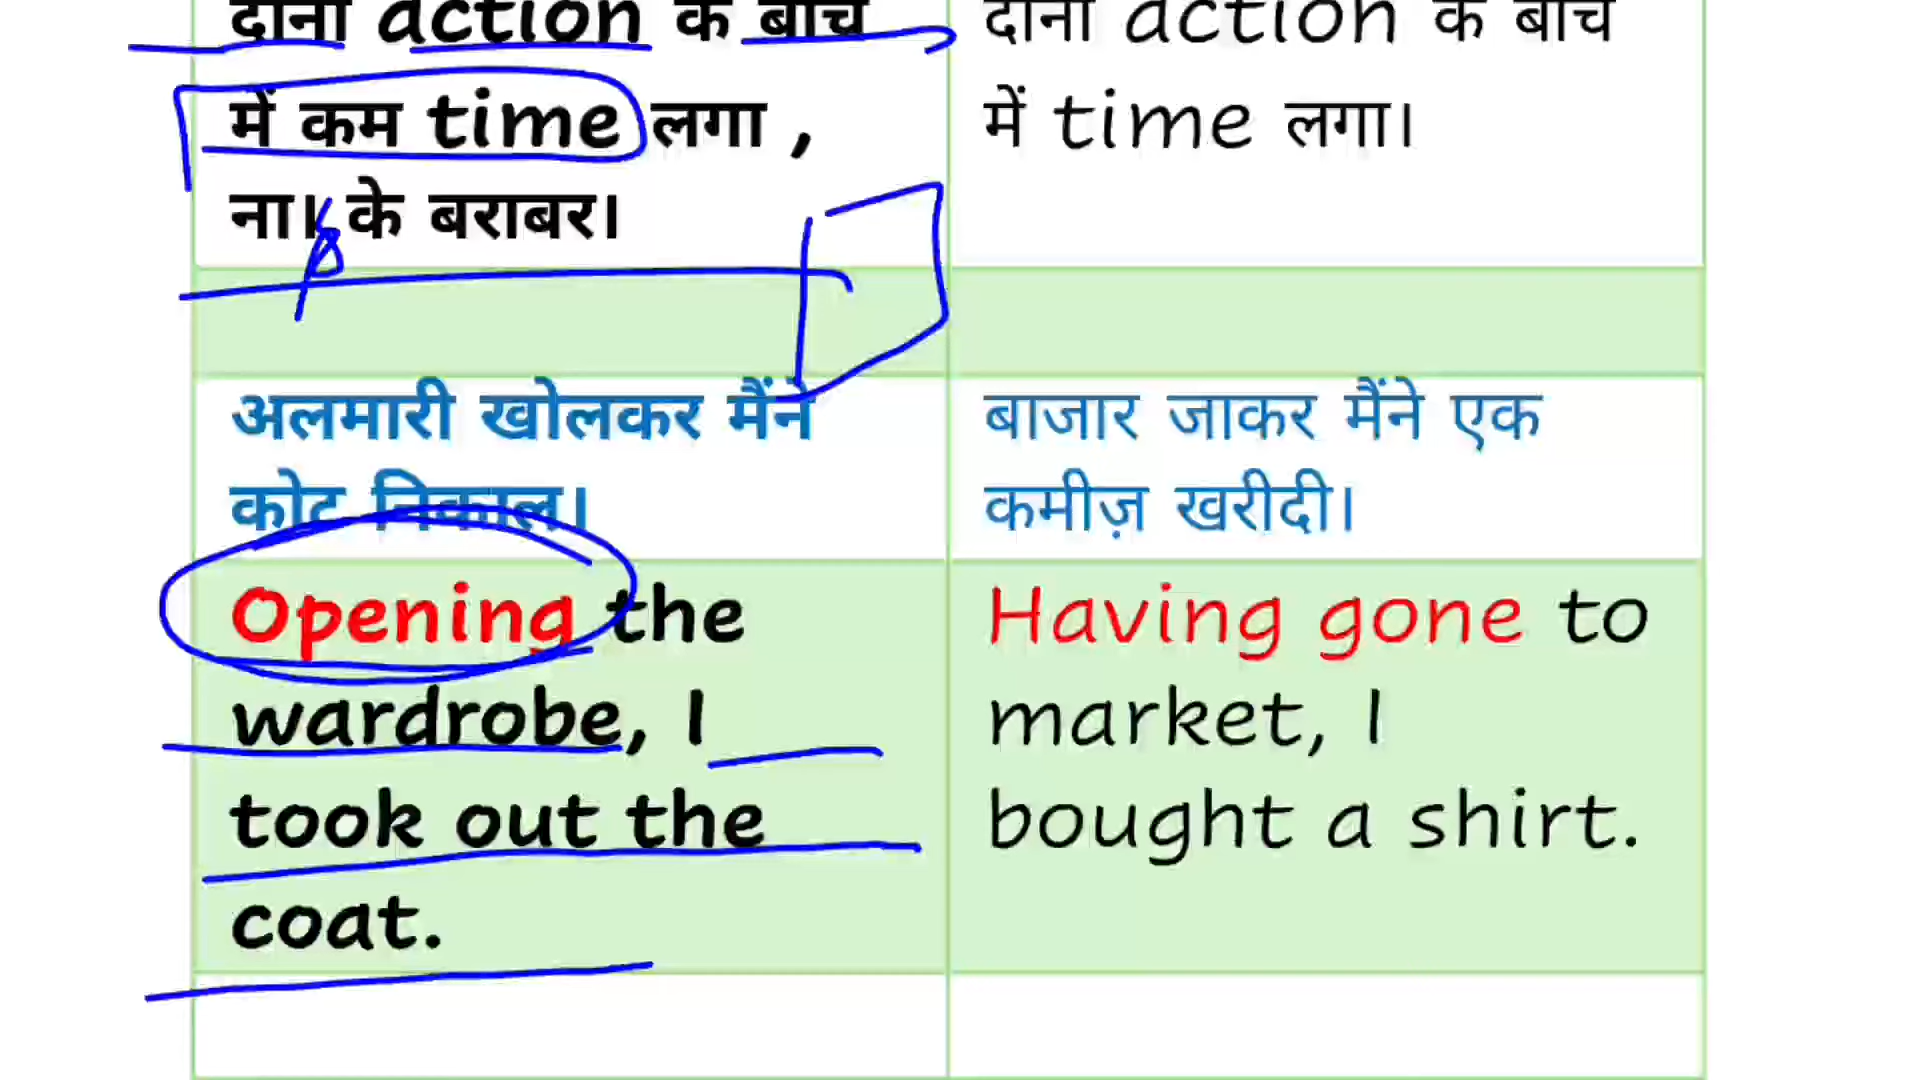 दोनो action के बीच
में कम time लगा ,
ना। के बराबर।
दोनो action के बीच
में time लगा।
अलमारी खोलकर मैंने
कोट निकाल।
बाजार जाकर मैंने एक
कमीज़ खरीदी।
Opening the
wardrobe, I
took out the
coat.
Having gone to
market, I
bought a shirt.